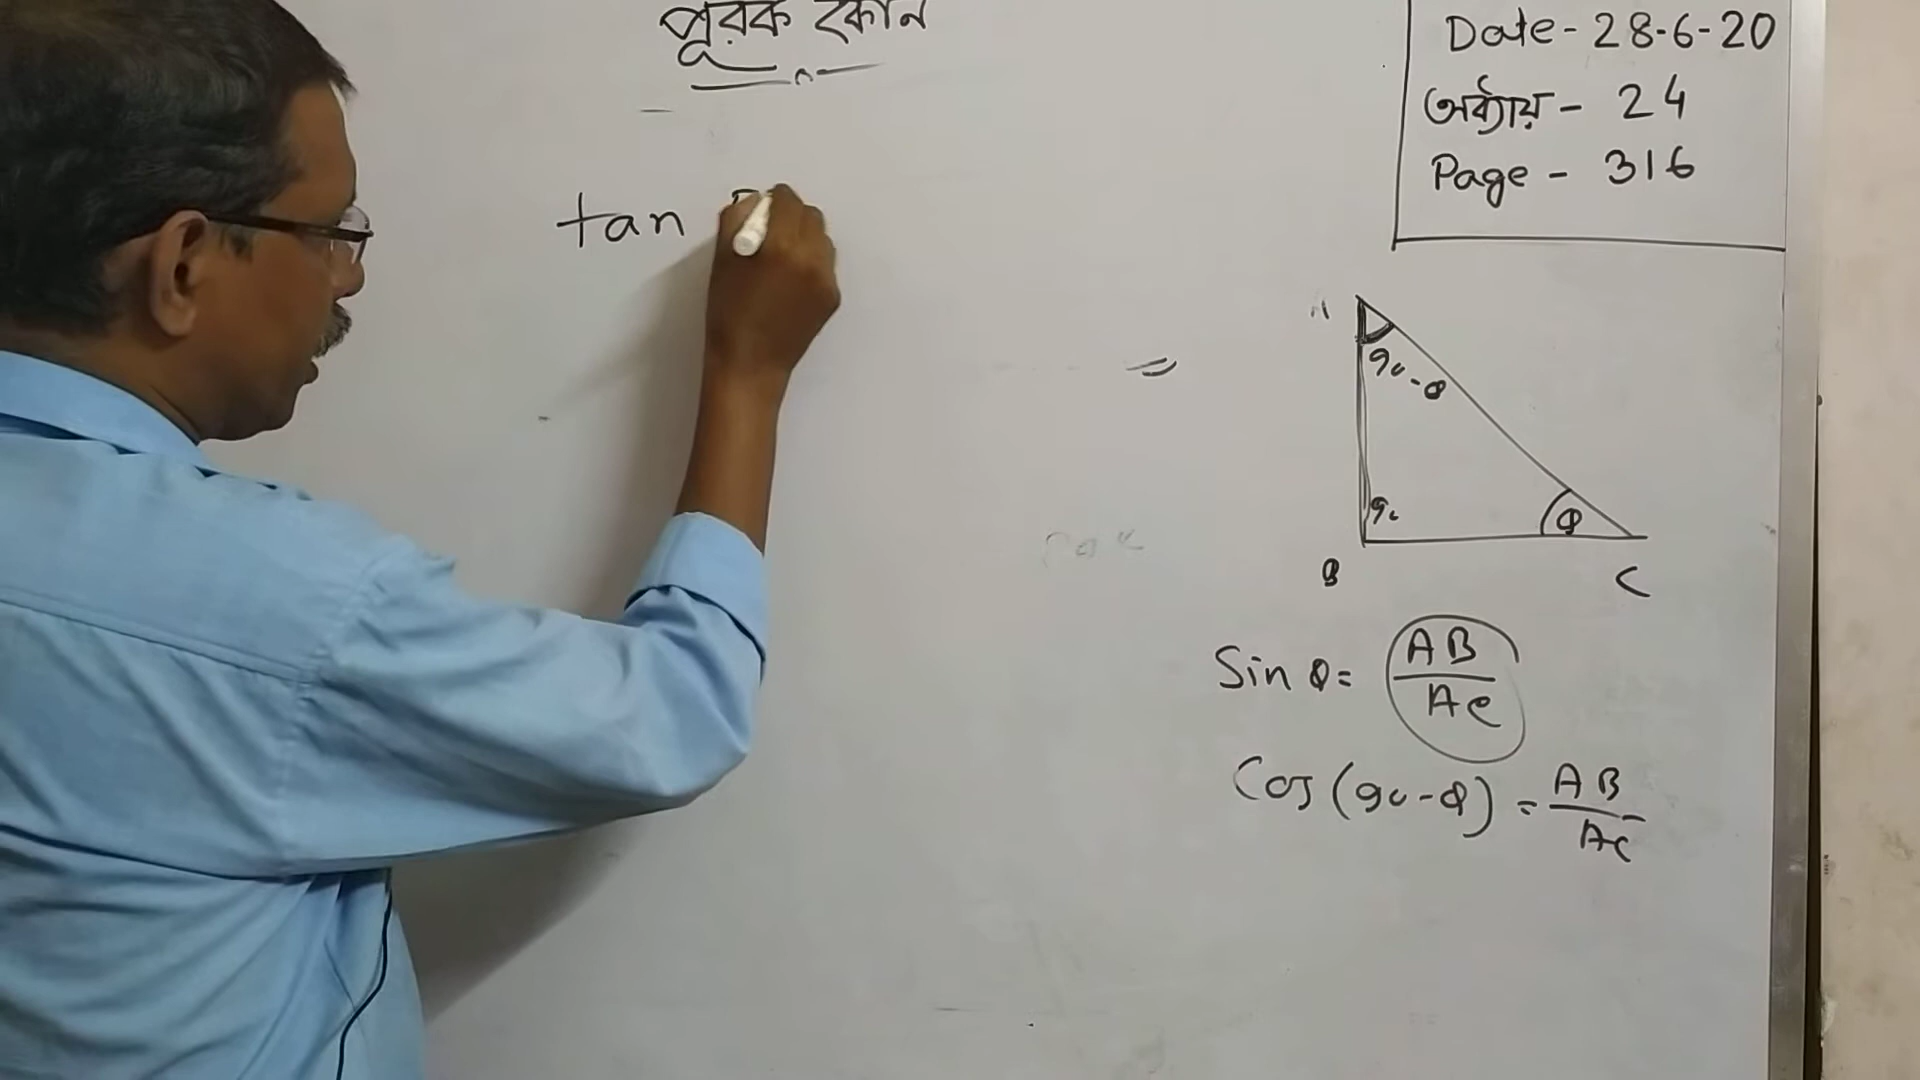 পূরক কোন
Date - 28-6-20
অধ্যায় - 24
Page - 316
tan
=
A
90-θ
90
θ
B
C
Sin θ = AB / AC
Cos (90-θ) = AB / AC